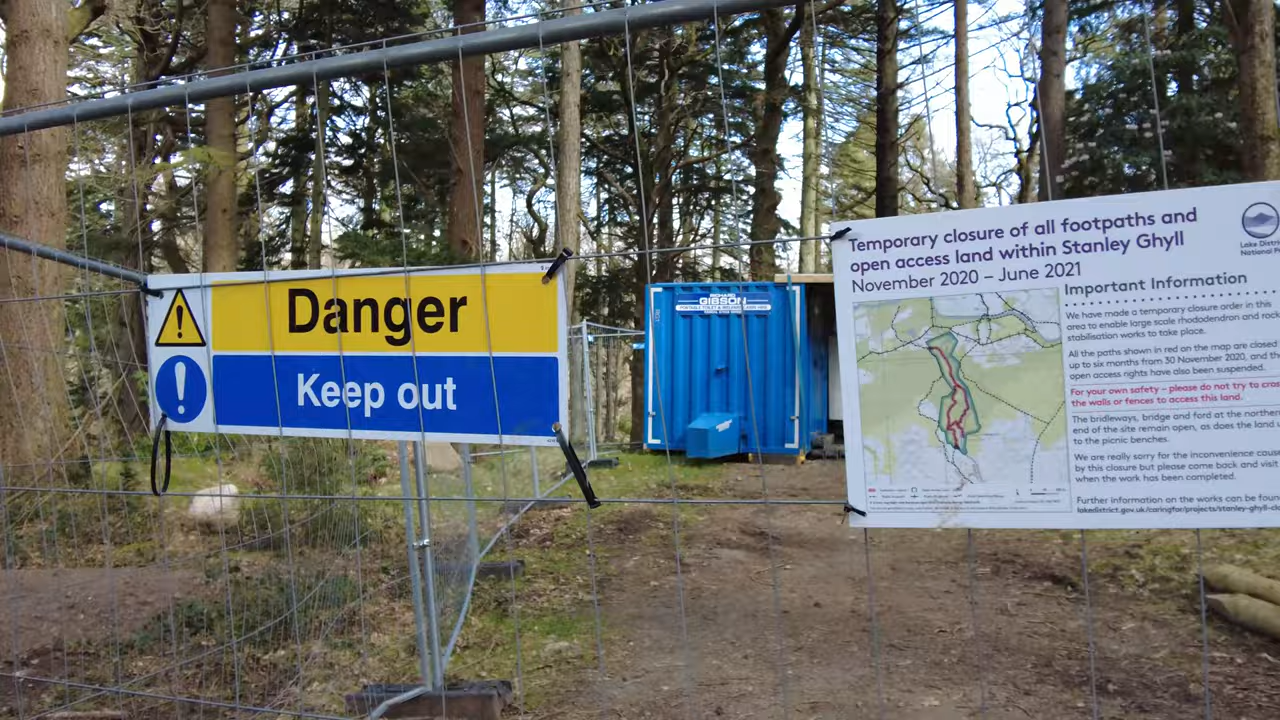 Danger
Keep out
GIBSON
Temporary closure of all footpaths and
open access land within Stanley Ghyll
November 2020 – June 2021
Lake Distri
National Pa
Important Information
We have made a temporary closure order in this
area to enable large scale rhododendron and rock
stabilisation works to take place.
All the paths shown in red on the map are closed
up to six months from 30 November 2020, and th
open access rights have also been suspended.
For your own safety – please do not try to cros
the walls or fences to access this land.
The bridleways, bridge and ford at the northern
end of the site remain open, as does the land u
to the picnic benches.
We are really sorry for the inconvenience cause
by this closure but please come back and visit
when the work has been completed.
Further information on the works can be foun
lakedistrict.gov.uk/caringfor/projects/stanley-ghyll-cl